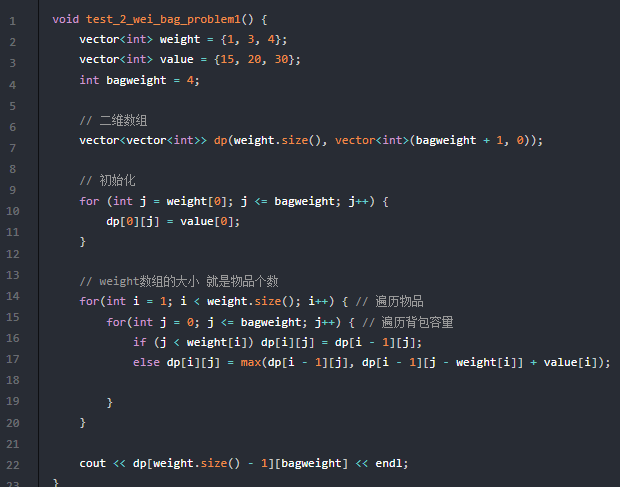 1 void test_2_wei_bag_problem1() {
2     vector<int> weight = {1, 3, 4};
3     vector<int> value = {15, 20, 30};
4     int bagweight = 4;
5
6     // 二维数组
7     vector<vector<int>> dp(weight.size(), vector<int>(bagweight + 1, 0));
8
9     // 初始化
10     for (int j = weight[0]; j <= bagweight; j++) {
11         dp[0][j] = value[0];
12     }
13
14     // weight数组的大小 就是物品个数
15     for(int i = 1; i < weight.size(); i++) { // 遍历物品
16         for(int j = 0; j <= bagweight; j++) { // 遍历背包容量
17             if (j < weight[i]) dp[i][j] = dp[i - 1][j];
18             else dp[i][j] = max(dp[i - 1][j], dp[i - 1][j - weight[i]] + value[i]);
19
20         }
21     }
22
23     cout << dp[weight.size() - 1][bagweight] << endl;
}